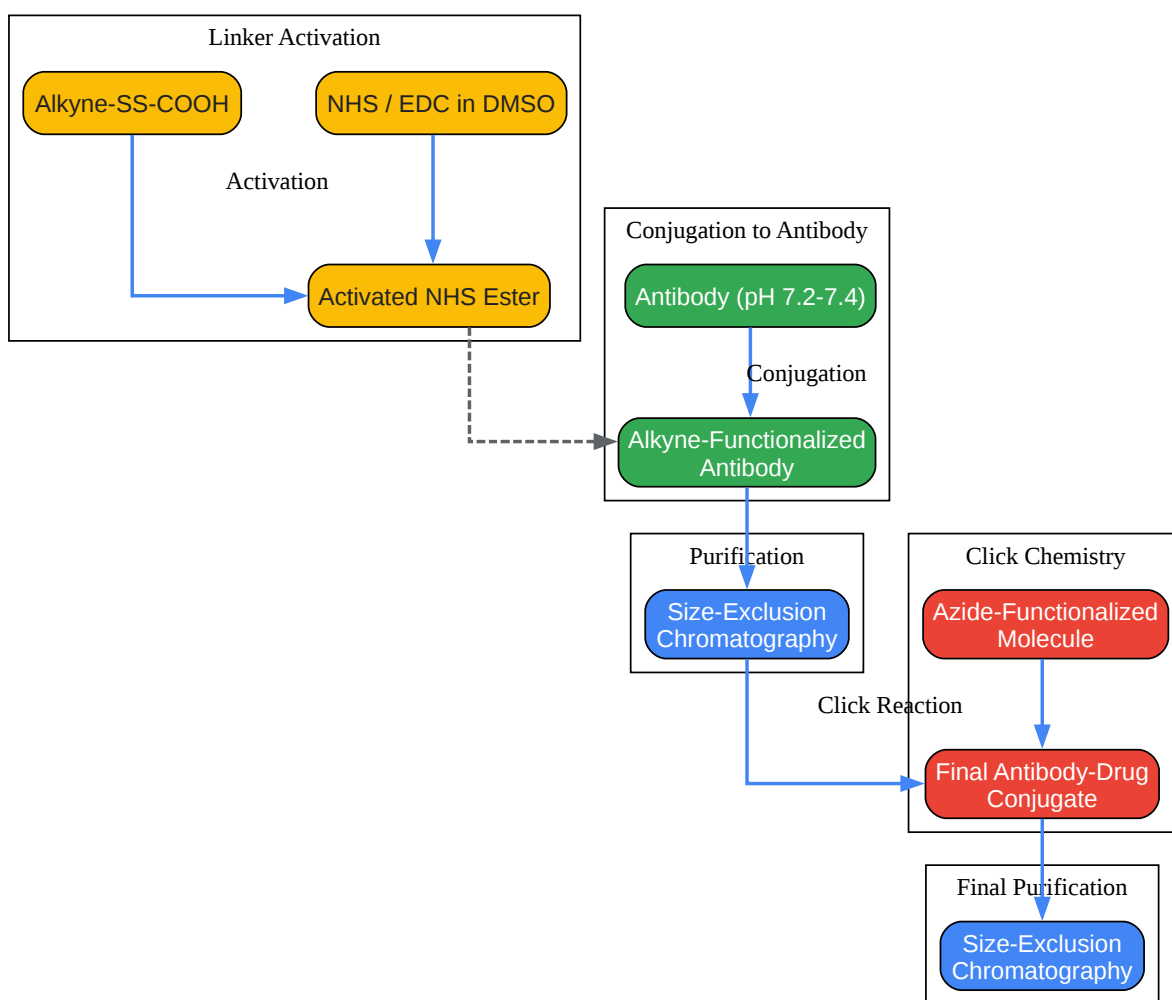 Linker Activation
Alkyne-SS-COOH
NHS / EDC in DMSO
Activation
Activated NHS Ester
Conjugation to Antibody
Antibody (pH 7.2-7.4)
Conjugation
Alkyne-Functionalized
Antibody
Purification
Size-Exclusion
Chromatography
Click Chemistry
Azide-Functionalized
Molecule
Click Reaction
Final Antibody-Drug
Conjugate
Final Purification
Size-Exclusion
Chromatography